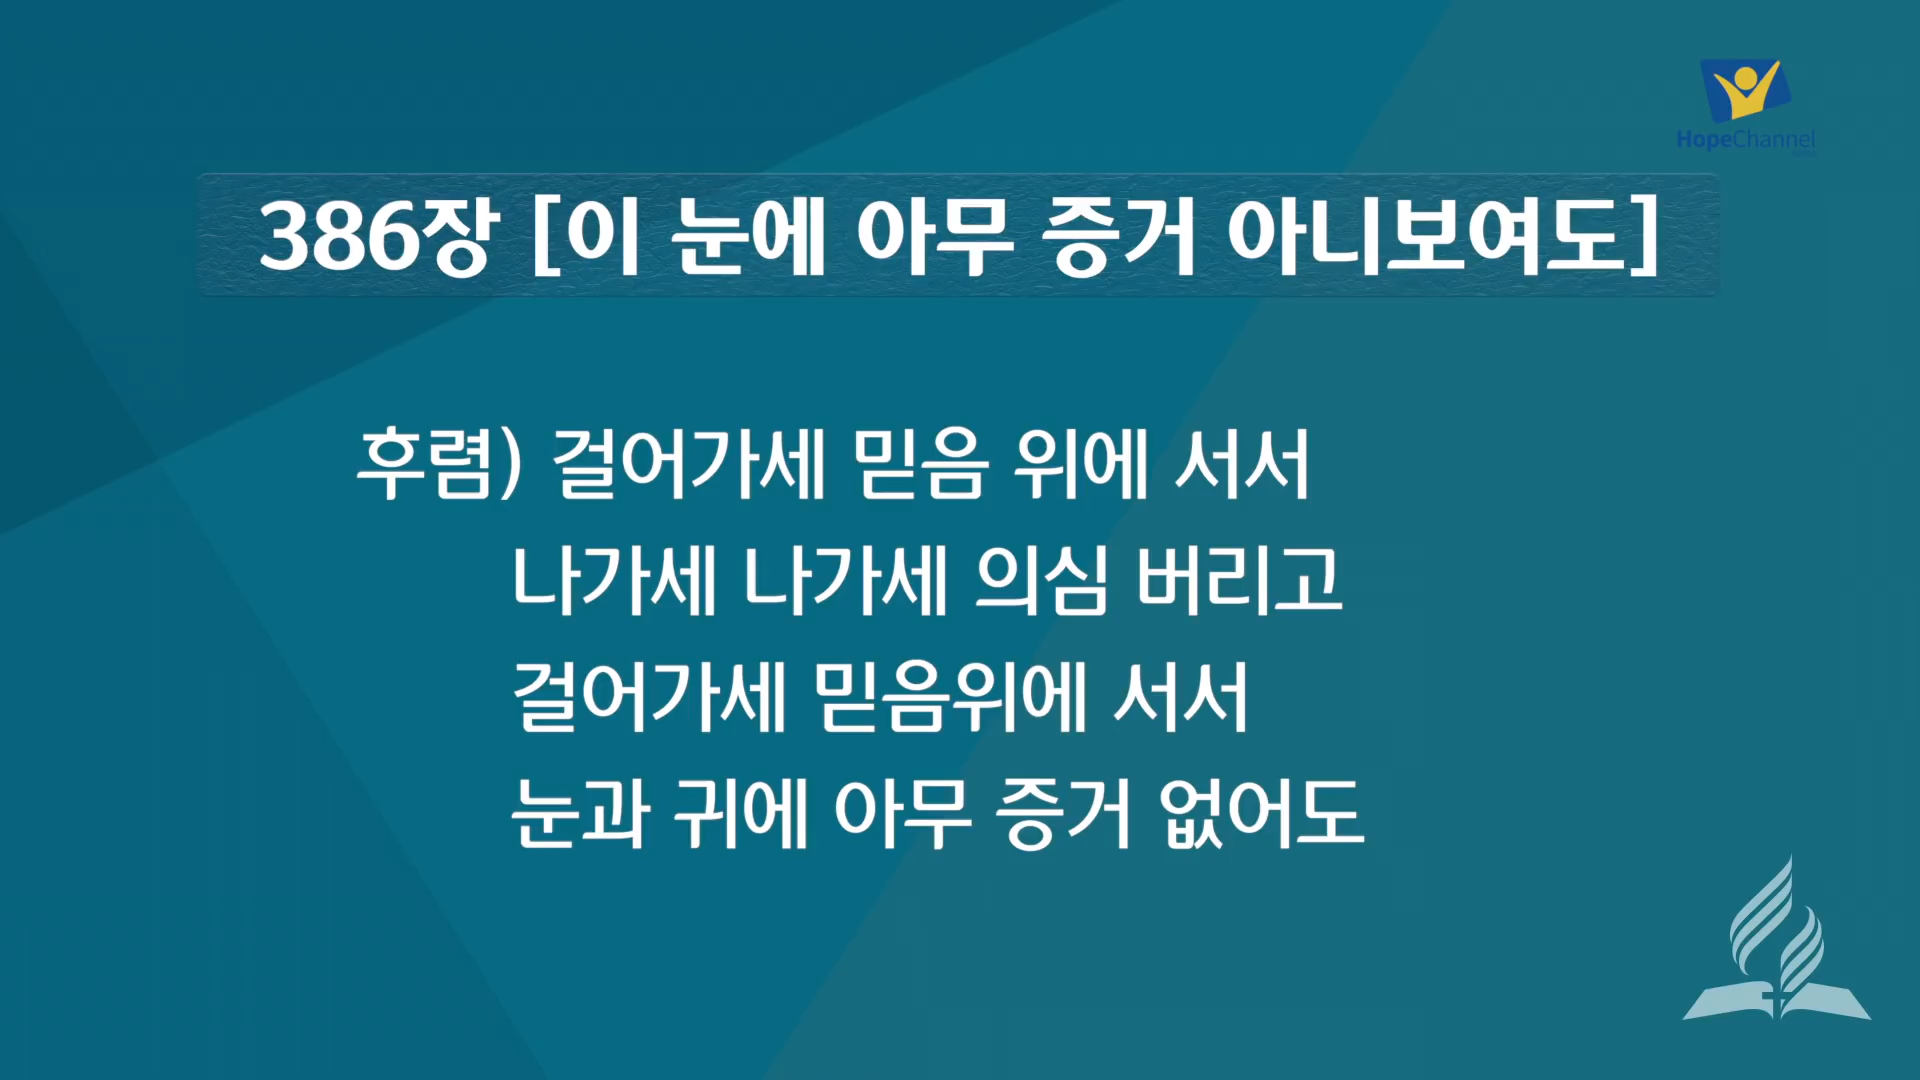 HopeChannel
386장 [이 눈에 아무 증거 아니보여도]
후렴) 걸어가세 믿음 위에 서서
나가세 나가세 의심 버리고
걸어가세 믿음위에 서서
눈과 귀에 아무 증거 없어도